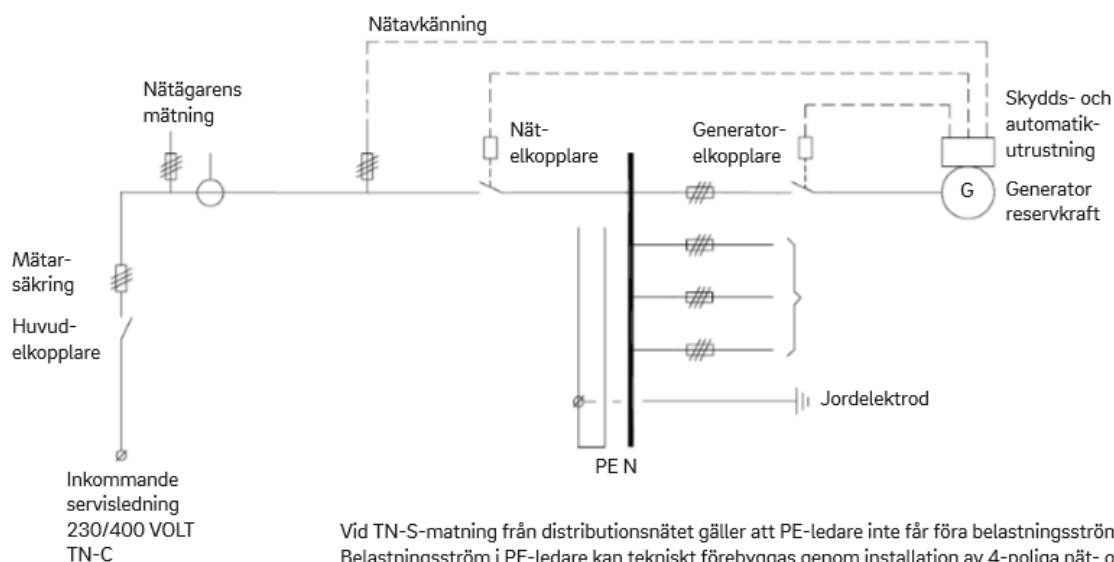 Nätavkänning
Nätägarens
mätning
Nät-
elkopplare
Generator-
elkopplare
Skydds- och
automatik-
utrustning
G
Generator
reservkraft
Mätar-
säkring
Huvud-
elkopplare
Jordelektrod
PE N
Inkommande
servisledning
230/400 VOLT
TN-C
Vid TN-S-matning från distributionsnätet gäller att PE-ledare inte får föra belastningsström
Belastningsström i PE-ledare kan tekniskt förebyggas genom installation av 4-poliga nät- o